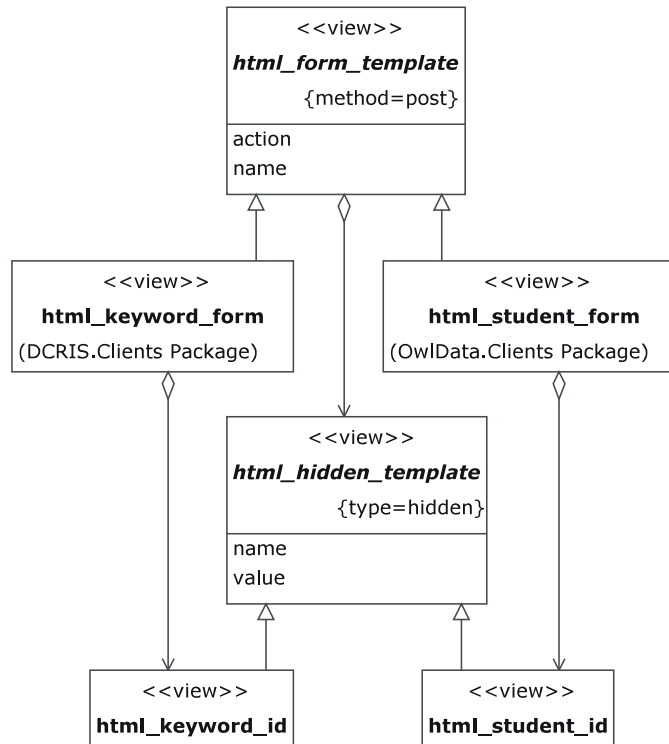 <<view>>
html_form_template
{method=post}
action
name
<<view>>
html_keyword_form
(DCRIS.Clients Package)
<<view>>
html_student_form
(OwlData.Clients Package)
<<view>>
html_hidden_template
{type=hidden}
name
value
<<view>>
html_keyword_id
<<view>>
html_student_id